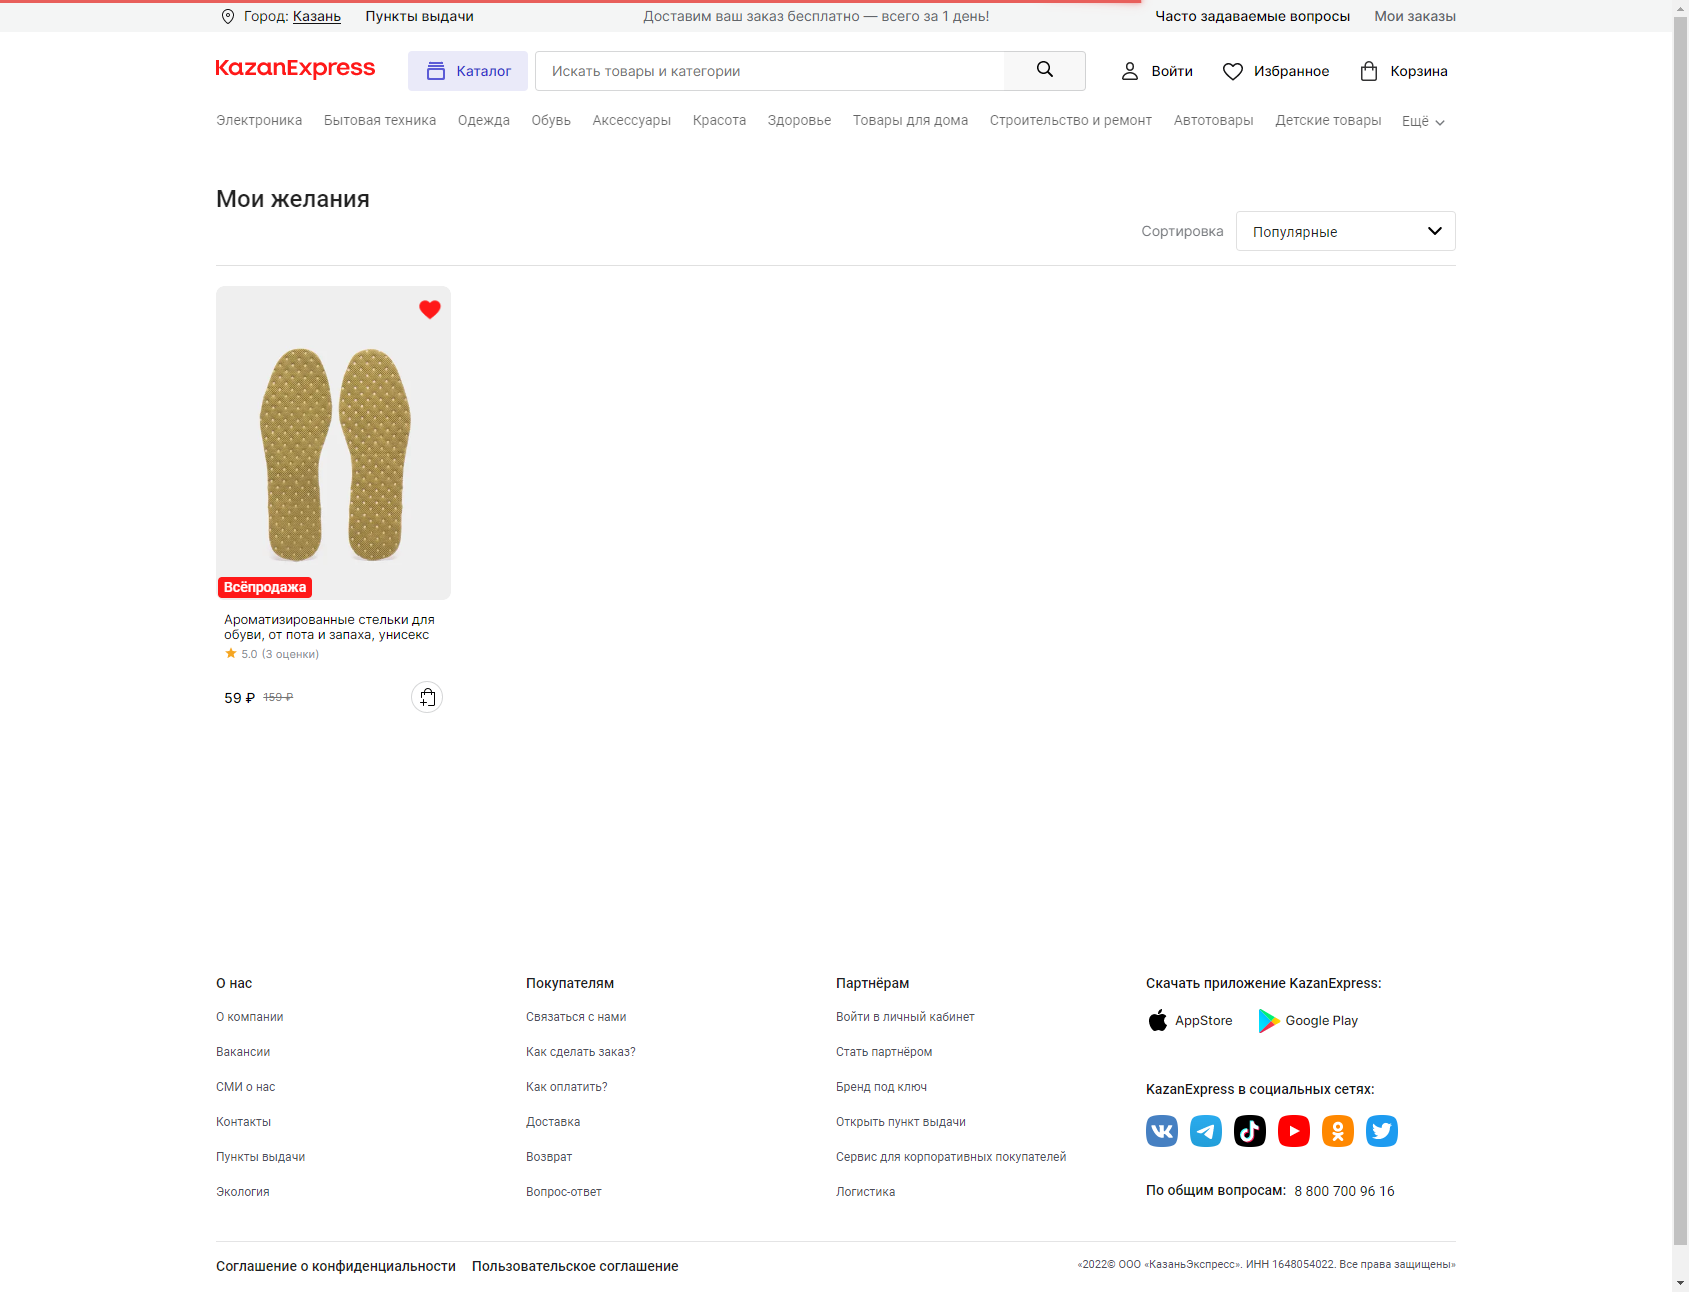 Город: Казань Пункты выдачи Доставим ваш заказ бесплатно — всего за 1 день! Часто задаваемые вопросы Мои заказы
KazanExpress Каталог Искать товары и категории Войти Избранное Корзина
Электроника Бытовая техника Одежда Обувь Аксессуары Красота Здоровье Товары для дома Строительство и ремонт Автотовары Детские товары Ещё
Мои желания
Сортировка Популярные
Всёпродажа
Ароматизированные стельки для
обуви, от пота и запаха, унисекс
5.0 (3 оценки)
59 ₽ 159 ₽
О нас
О компании
Вакансии
СМИ о нас
Контакты
Пункты выдачи
Экология
Покупателям
Связаться с нами
Как сделать заказ?
Как оплатить?
Доставка
Возврат
Вопрос-ответ
Партнёрам
Войти в личный кабинет
Стать партнёром
Бренд под ключ
Открыть пункт выдачи
Сервис для корпоративных покупателей
Логистика
Скачать приложение KazanExpress:
AppStore Google Play
KazanExpress в социальных сетях:
По общим вопросам: 8 800 700 96 16
Соглашение о конфиденциальности Пользовательское соглашение «2022© ООО «КазаньЭкспресс». ИНН 1648054022. Все права защищены»